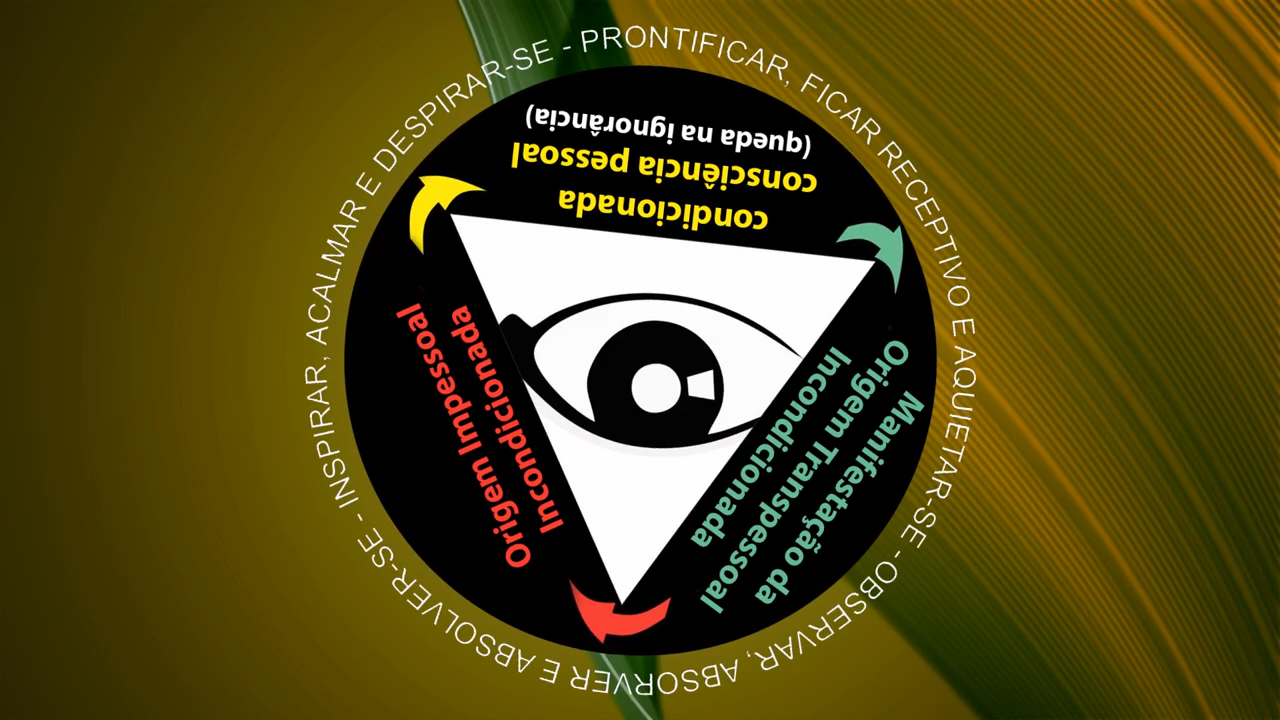 PRONTIFICAR, FICAR RECEPTIVO E AQUIETAR-SE - OBSERVAR, ABSORVER E ABSOLVER-SE - INSPIRAR, ACALMAR E DESPIRAR-SE -
condicionada
consciência pessoal
(queda na ignorância)
Manifestação da
Origem Transpessoal
Incondicionada
Origem Impessoal
Incondicionada